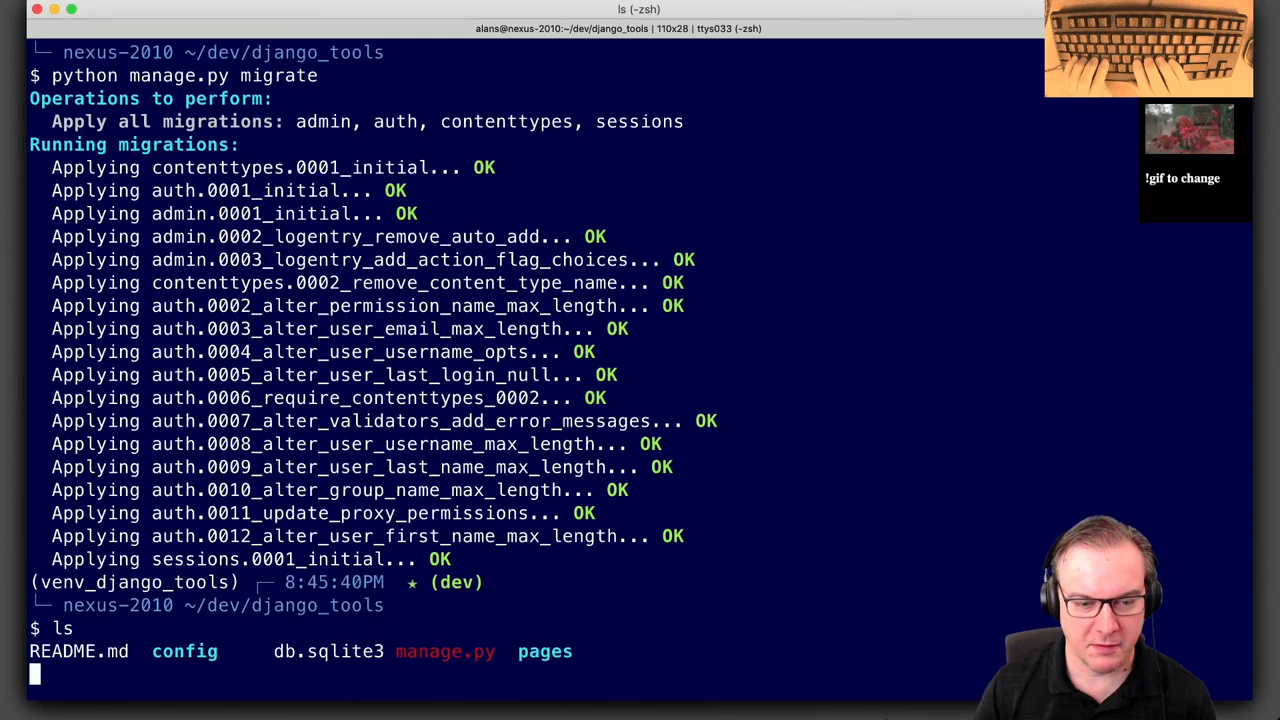 ls (-zsh)
alans@nexus-2010:~/dev/django_tools | 110x28 | ttys033 (-zsh)
└─ nexus-2010 ~/dev/django_tools
$ python manage.py migrate
Operations to perform:
  Apply all migrations: admin, auth, contenttypes, sessions
Running migrations:
  Applying contenttypes.0001_initial... OK
  Applying auth.0001_initial... OK
  Applying admin.0001_initial... OK
  Applying admin.0002_logentry_remove_auto_add... OK
  Applying admin.0003_logentry_add_action_flag_choices... OK
  Applying contenttypes.0002_remove_content_type_name... OK
  Applying auth.0002_alter_permission_name_max_length... OK
  Applying auth.0003_alter_user_email_max_length... OK
  Applying auth.0004_alter_user_username_opts... OK
  Applying auth.0005_alter_user_last_login_null... OK
  Applying auth.0006_require_contenttypes_0002... OK
  Applying auth.0007_alter_validators_add_error_messages... OK
  Applying auth.0008_alter_user_username_max_length... OK
  Applying auth.0009_alter_user_last_name_max_length... OK
  Applying auth.0010_alter_group_name_max_length... OK
  Applying auth.0011_update_proxy_permissions... OK
  Applying auth.0012_alter_user_first_name_max_length... OK
  Applying sessions.0001_initial... OK
(venv_django_tools) ┌─ 8:45:40PM ★ (dev)
└─ nexus-2010 ~/dev/django_tools
$ ls
README.md config db.sqlite3 manage.py pages
!gif to change